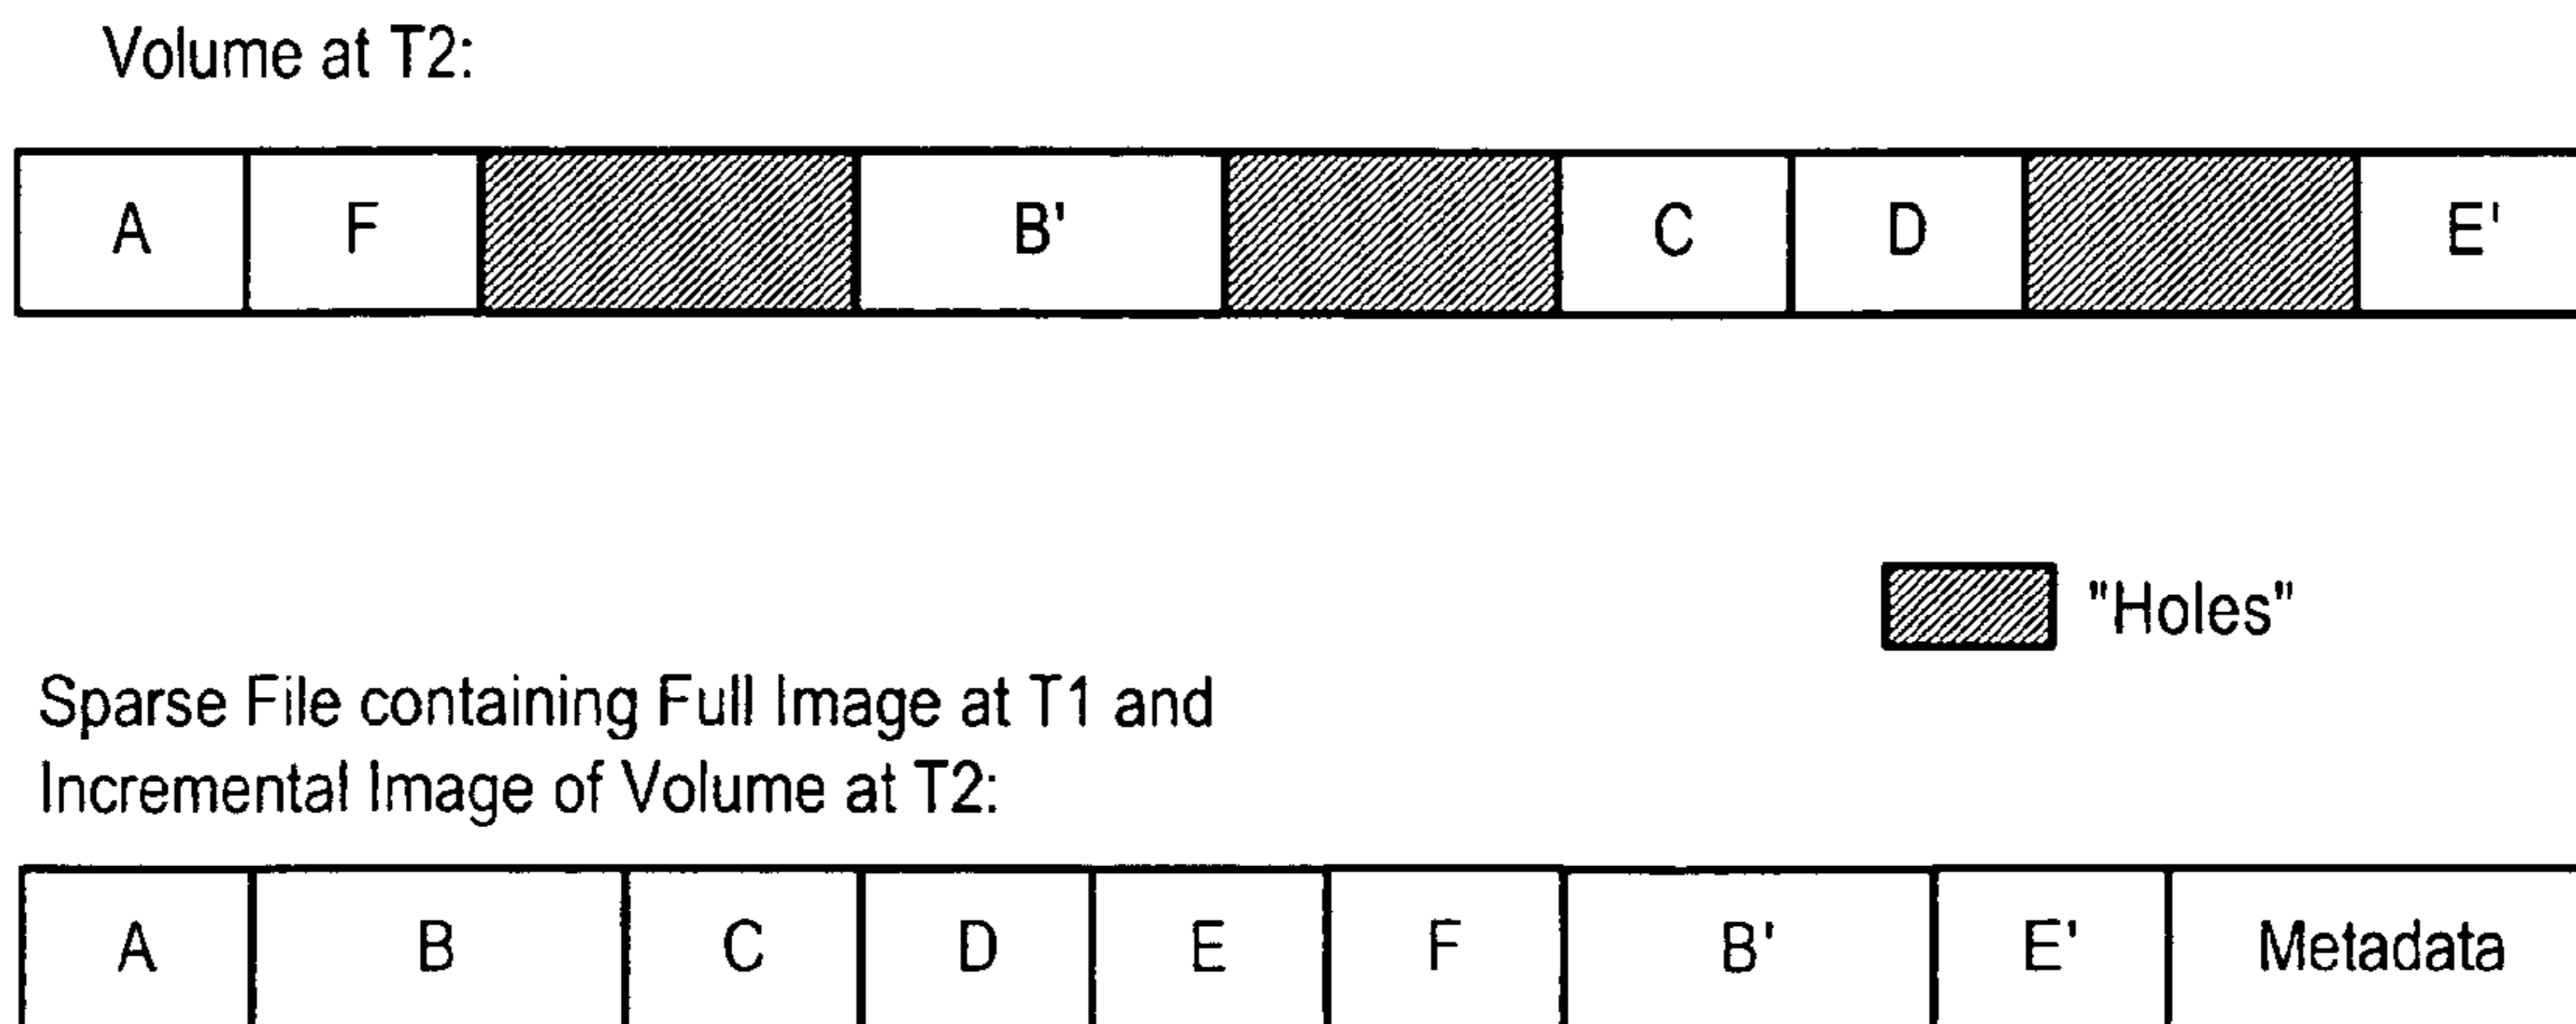 Volume at T2:
A F B' C D E'
"Holes"
Sparse File containing Full Image at T1 and
Incremental Image of Volume at T2:
A B C D E F B' E' Metadata